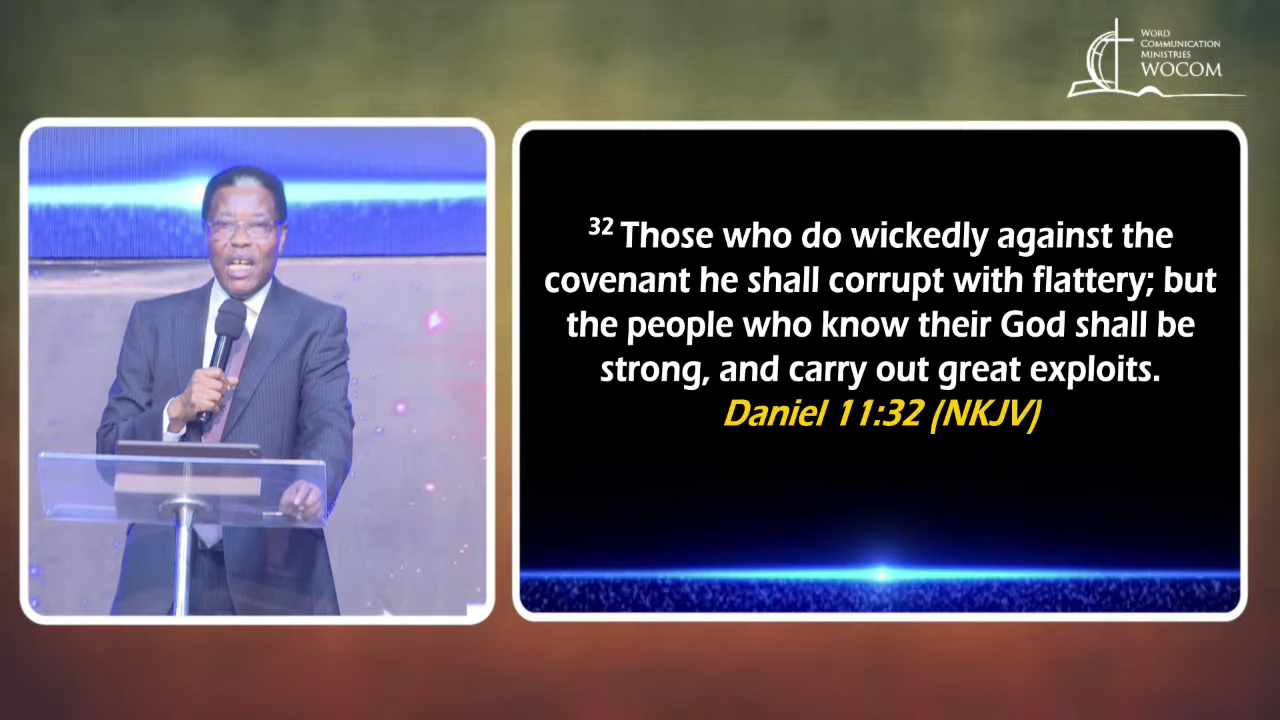 WORD
COMMUNICATION
MINISTRIES
WOCOM
32 Those who do wickedly against the
covenant he shall corrupt with flattery; but
the people who know their God shall be
strong, and carry out great exploits.
Daniel 11:32 (NKJV)